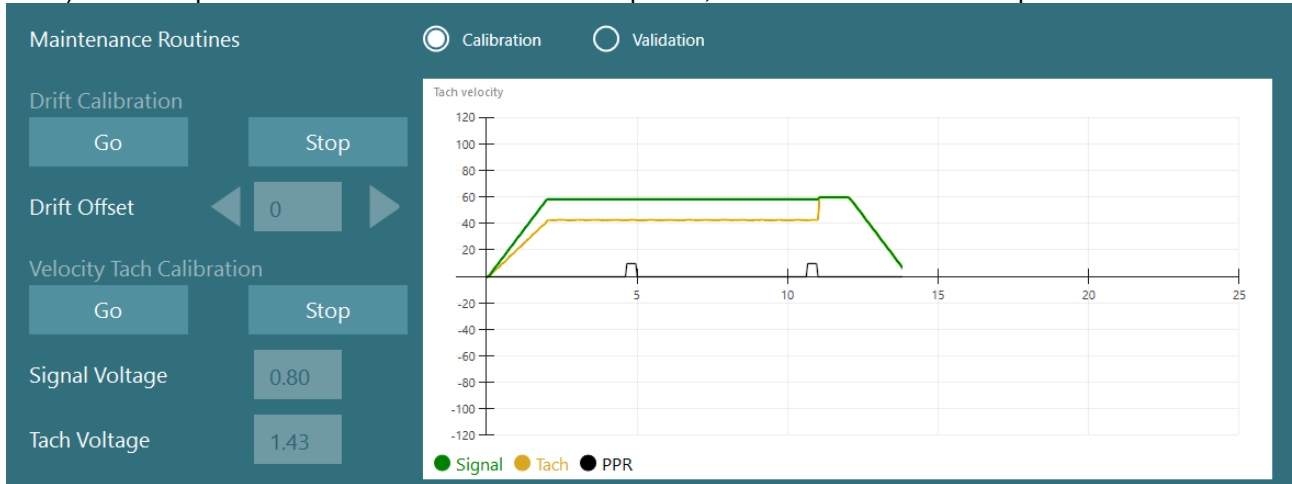 Maintenance Routines
Calibration
Validation
Drift Calibration
Go
Stop
Drift Offset
0
Velocity Tach Calibration
Go
Stop
Signal Voltage
0.80
Tach Voltage
1.43
Tach velocity
120
100
80
60
40
20
-20
-40
-60
-80
-100
-120
5
10
15
20
25
Signal
Tach
PPR